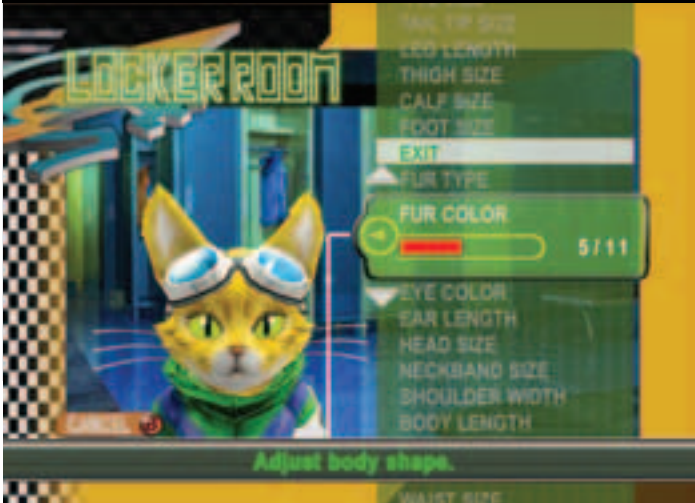 LOCKER ROOM
TAIL TIP SIZE
LEG LENGTH
THIGH SIZE
CALF SIZE
FOOT SIZE
EXIT
FUR TYPE
FUR COLOR
5/11
EYE COLOR
EAR LENGTH
HEAD SIZE
NECKBAND SIZE
SHOULDER WIDTH
BODY LENGTH
CANCEL
Adjust body shape.
WAIST SIZE